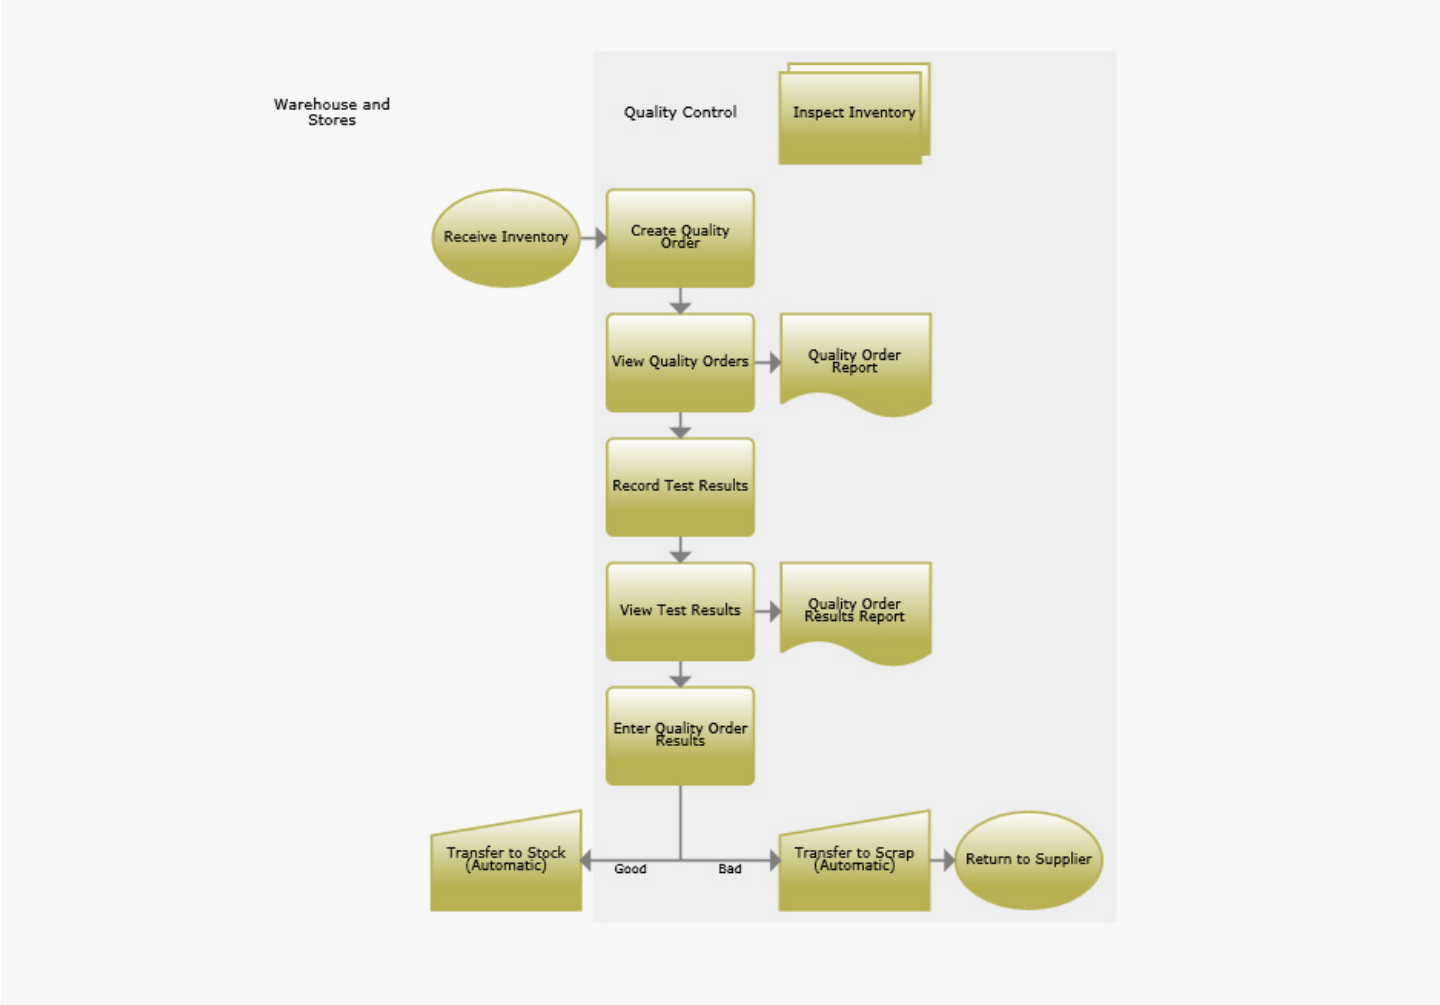 Warehouse and
Stores
Quality Control
Inspect Inventory
Receive Inventory
Create Quality
Order
View Quality Orders
Quality Order
Report
Record Test Results
View Test Results
Quality Order
Results Report
Enter Quality Order
Results
Transfer to Stock
(Automatic)
Good
Bad
Transfer to Scrap
(Automatic)
Return to Supplier